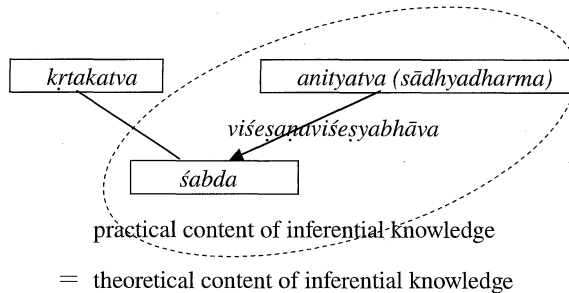 kṛtakatva anityatva (sādhyadharma)
viśeṣaṇaviśeṣyabhāva
śabda
practical content of inferential knowledge
= theoretical content of inferential knowledge